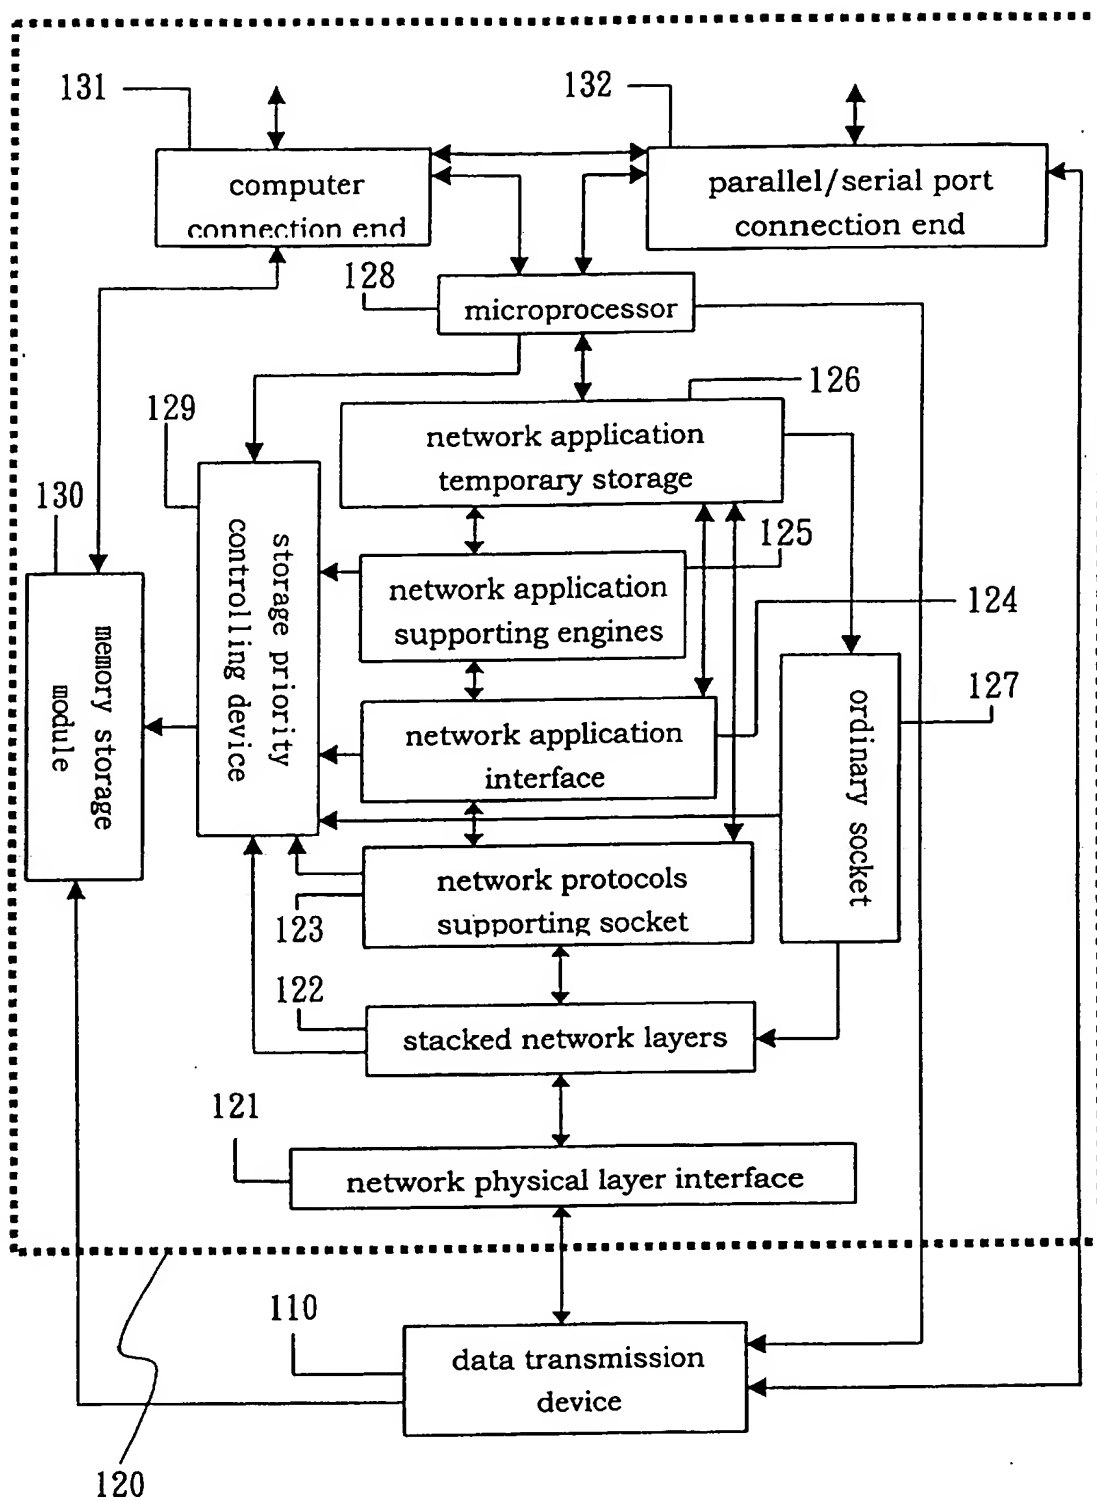 131
132
computer
connection end
parallel/serial port
connection end
128
microprocessor
126
129
network application
temporary storage
130
125
storage priority
controlling device
network application
supporting engines
124
memory storage
module
127
network application
interface
ordinary socket
network protocols
supporting socket
123
122
stacked network layers
121
network physical layer interface
110
data transmission
device
120